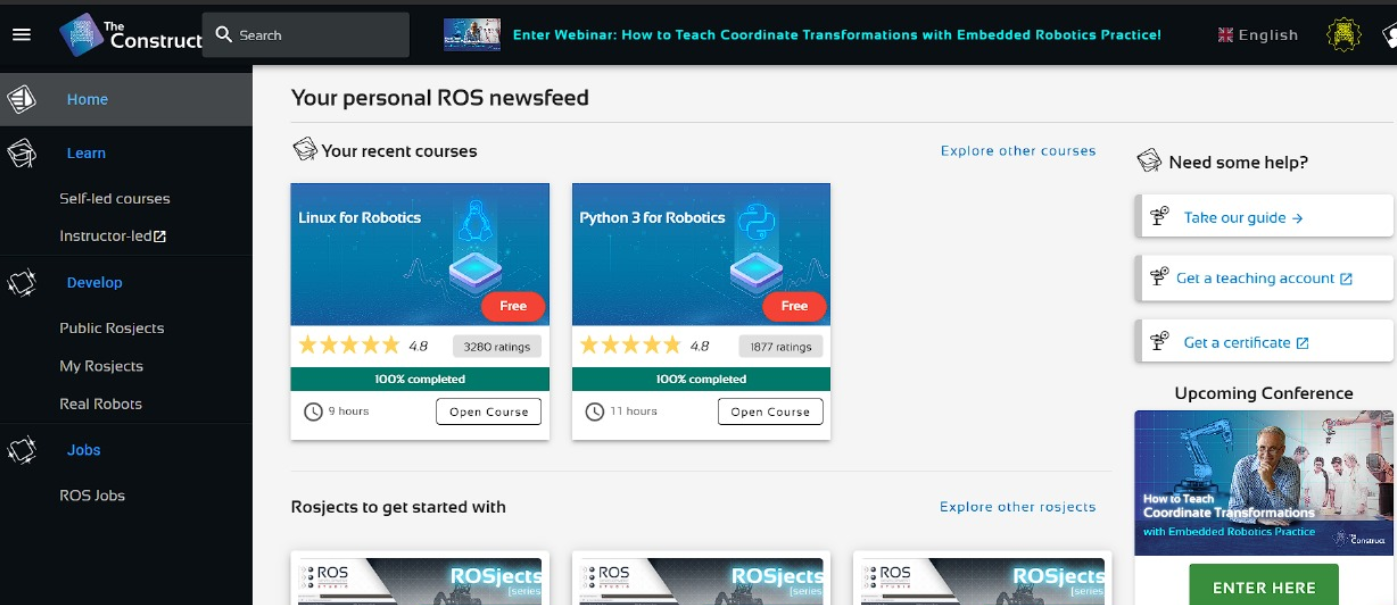 The
Construct
Search
Enter Webinar: How to Teach Coordinate Transformations with Embedded Robotics Practice!
English
Home
Learn
Self-led courses
Instructor-led
Develop
Public Rosjects
My Rosjects
Real Robots
Jobs
ROS Jobs
Your personal ROS newsfeed
Your recent courses
Explore other courses
Linux for Robotics
Free
4.8
3280 ratings
100% completed
9 hours
Open Course
Python 3 for Robotics
Free
4.8
1877 ratings
100% completed
11 hours
Open Course
Rosjects to get started with
Explore other rosjects
ROS
STUDIO
ROSjects
[series
ROS
STUDIO
ROSjects
[series
ROS
STUDIO
ROSjects
[series
Need some help?
Take our guide →
Get a teaching account
Get a certificate
Upcoming Conference
How to Teach
Coordinate Transformations
with Embedded Robotics Practice
The Construct
ENTER HERE